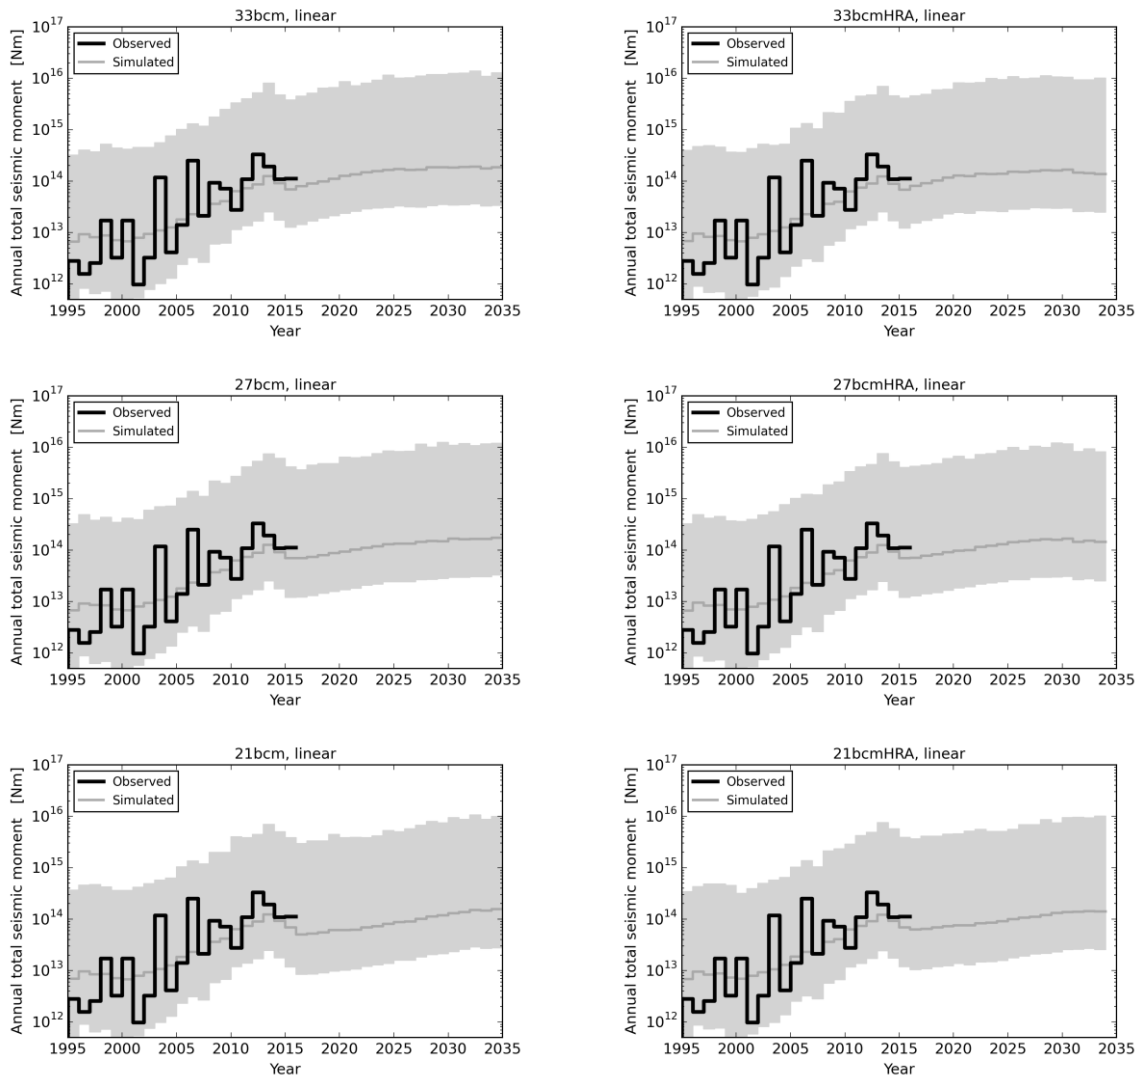 33bcm, linear
Annual total seismic moment [Nm]
10^17
10^16
10^15
10^14
10^13
10^12
Observed
Simulated
1995 2000 2005 2010 2015 2020 2025 2030 2035
Year
33bcmHRA, linear
Annual total seismic moment [Nm]
10^17
10^16
10^15
10^14
10^13
10^12
Observed
Simulated
1995 2000 2005 2010 2015 2020 2025 2030 2035
Year
27bcm, linear
Annual total seismic moment [Nm]
10^17
10^16
10^15
10^14
10^13
10^12
Observed
Simulated
1995 2000 2005 2010 2015 2020 2025 2030 2035
Year
27bcmHRA, linear
Annual total seismic moment [Nm]
10^17
10^16
10^15
10^14
10^13
10^12
Observed
Simulated
1995 2000 2005 2010 2015 2020 2025 2030 2035
Year
21bcm, linear
Annual total seismic moment [Nm]
10^17
10^16
10^15
10^14
10^13
10^12
Observed
Simulated
1995 2000 2005 2010 2015 2020 2025 2030 2035
Year
21bcmHRA, linear
Annual total seismic moment [Nm]
10^17
10^16
10^15
10^14
10^13
10^12
Observed
Simulated
1995 2000 2005 2010 2015 2020 2025 2030 2035
Year